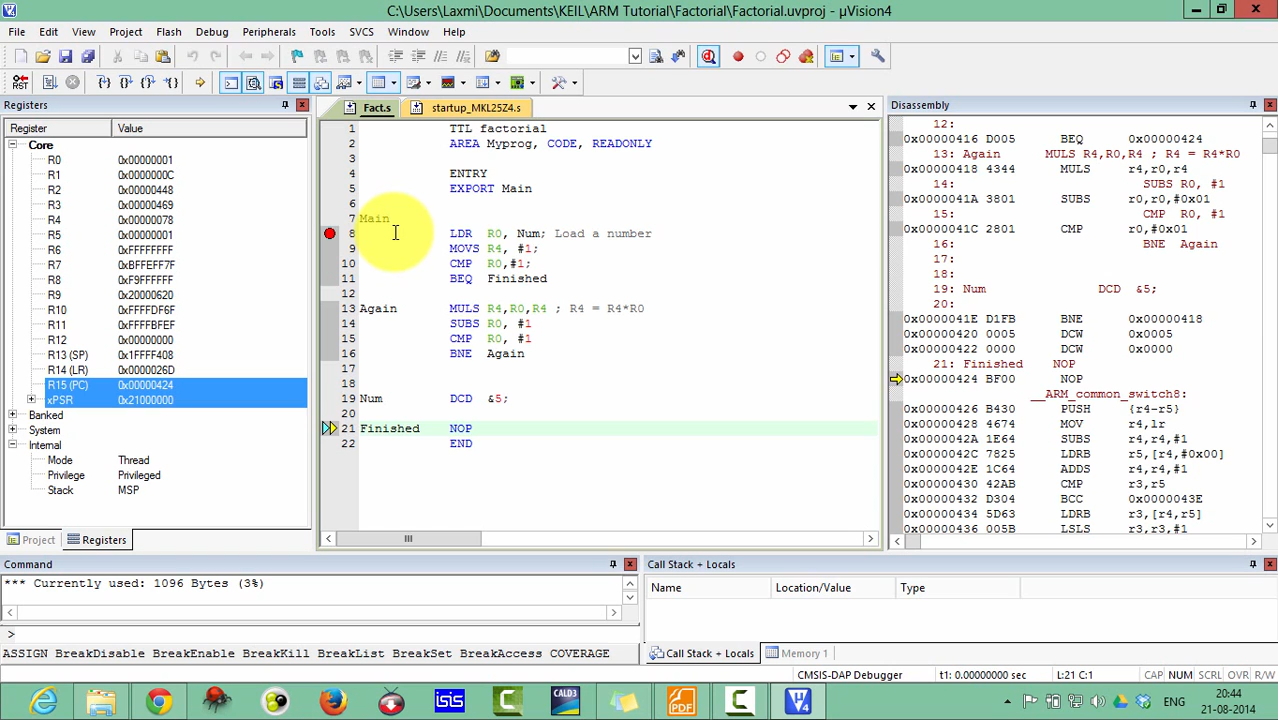 C:\Users\Laxmi\Documents\KEIL\ARM Tutorial\Factorial\Factorial.uvproj - µVision4
File Edit View Project Flash Debug Peripherals Tools SVCS Window Help
Registers
Register Value
Core
R0 0x00000001
R1 0x0000000C
R2 0x00000448
R3 0x00000469
R4 0x00000078
R5 0x00000001
R6 0xFFFFFFFF
R7 0xBFFEFF7F
R8 0xF9FFFFFF
R9 0x20000620
R10 0xFFFFDF6F
R11 0xFFFFBFEF
R12 0x00000000
R13 (SP) 0x1FFFF408
R14 (LR) 0x0000026D
R15 (PC) 0x00000424
xPSR 0x21000000
Banked
System
Internal
Mode Thread
Privilege Privileged
Stack MSP
Project Registers
Fact.s startup_MKL25Z4.s
1 TTL factorial
2 AREA Myprog, CODE, READONLY
3
4 ENTRY
5 EXPORT Main
6
7 Main
8 LDR R0, Num; Load a number
9 MOVS R4, #1;
10 CMP R0,#1;
11 BEQ Finished
12
13 Again MULS R4,R0,R4 ; R4 = R4*R0
14 SUBS R0, #1
15 CMP R0, #1
16 BNE Again
17
18
19 Num DCD &5;
20
21 Finished NOP
22 END
Disassembly
12:
0x00000416 D005 BEQ 0x00000424
13: Again MULS R4,R0,R4 ; R4 = R4*R0
0x00000418 4344 MULS r4,r0,r4
14: SUBS R0, #1
0x0000041A 3801 SUBS r0,r0,#0x01
15: CMP R0, #1
0x0000041C 2801 CMP r0,#0x01
16: BNE Again
17:
18:
19: Num DCD &5;
20:
0x0000041E D1FB BNE 0x00000418
0x00000420 0005 DCW 0x0005
0x00000422 0000 DCW 0x0000
21: Finished NOP
0x00000424 BF00 NOP
__ARM_common_switch8:
0x00000426 B430 PUSH {r4-r5}
0x00000428 4674 MOV r4,lr
0x0000042A 1E64 SUBS r4,r4,#1
0x0000042C 7825 LDRB r5,[r4,#0x00]
0x0000042E 1C64 ADDS r4,r4,#1
0x00000430 42AB CMP r3,r5
0x00000432 D304 BCC 0x0000043E
0x00000434 5D63 LDRB r3,[r4,r5]
0x00000436 005B LSLS r3,r3,#1
Command
*** Currently used: 1096 Bytes (3%)
>
ASSIGN BreakDisable BreakEnable BreakKill BreakList BreakSet BreakAccess COVERAGE
Call Stack + Locals
Name Location/Value Type
Call Stack + Locals Memory 1
CMSIS-DAP Debugger t1: 0.00000000 sec L:21 C:1 CAP NUM SCRL OVR R/W
ENG
20:44
21-08-2014